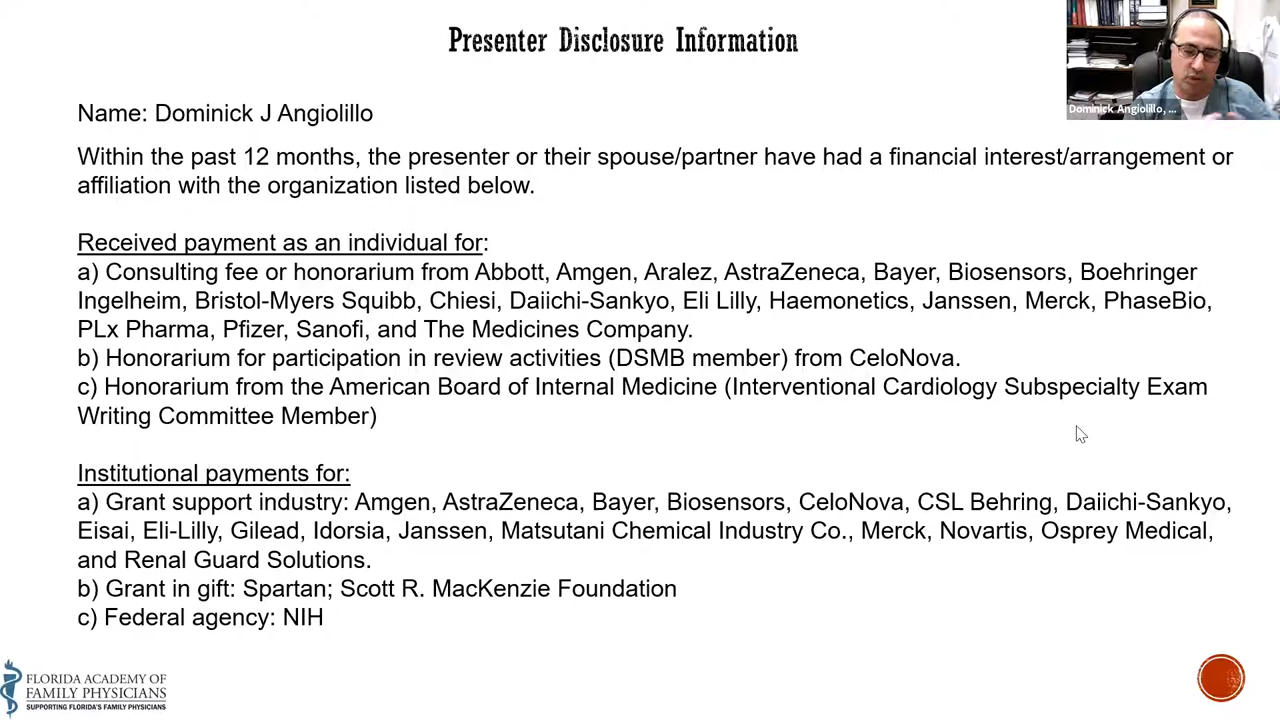 Presenter Disclosure Information
Dominick Angiolillo, ...
Name: Dominick J Angiolillo
Within the past 12 months, the presenter or their spouse/partner have had a financial interest/arrangement or
affiliation with the organization listed below.
Received payment as an individual for:
a) Consulting fee or honorarium from Abbott, Amgen, Aralez, AstraZeneca, Bayer, Biosensors, Boehringer
Ingelheim, Bristol-Myers Squibb, Chiesi, Daiichi-Sankyo, Eli Lilly, Haemonetics, Janssen, Merck, PhaseBio,
PLx Pharma, Pfizer, Sanofi, and The Medicines Company.
b) Honorarium for participation in review activities (DSMB member) from CeloNova.
c) Honorarium from the American Board of Internal Medicine (Interventional Cardiology Subspecialty Exam
Writing Committee Member)
Institutional payments for:
a) Grant support industry: Amgen, AstraZeneca, Bayer, Biosensors, CeloNova, CSL Behring, Daiichi-Sankyo,
Eisai, Eli-Lilly, Gilead, Idorsia, Janssen, Matsutani Chemical Industry Co., Merck, Novartis, Osprey Medical,
and Renal Guard Solutions.
b) Grant in gift: Spartan; Scott R. MacKenzie Foundation
c) Federal agency: NIH
FLORIDA ACADEMY OF
FAMILY PHYSICIANS
SUPPORTING FLORIDA'S FAMILY PHYSICIANS